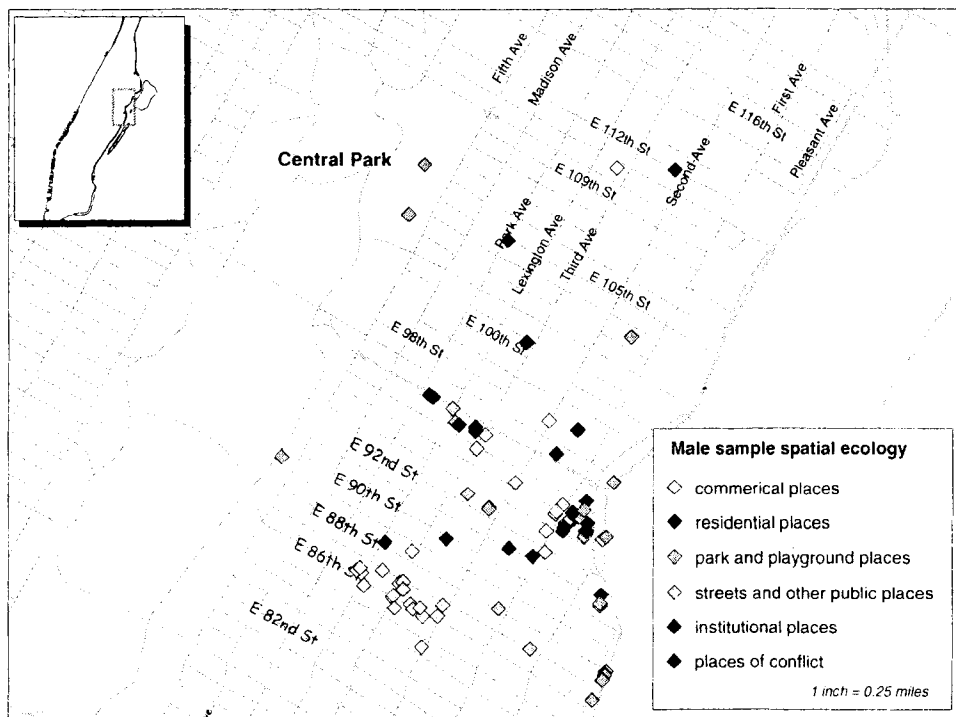 Fifth Ave
Madison Ave
First Ave
E 116th St
Pleasant Ave
E 112th St
Central Park
E 109th St
Second Ave
Park Ave
Lexington Ave
Third Ave
E 105th St
E 98th St
E 100th St
E 92nd St
E 90th St
E 88th St
E 86th St
E 82nd St
Male sample spatial ecology
commerical places
residential places
park and playground places
streets and other public places
institutional places
places of conflict
1 inch = 0.25 miles